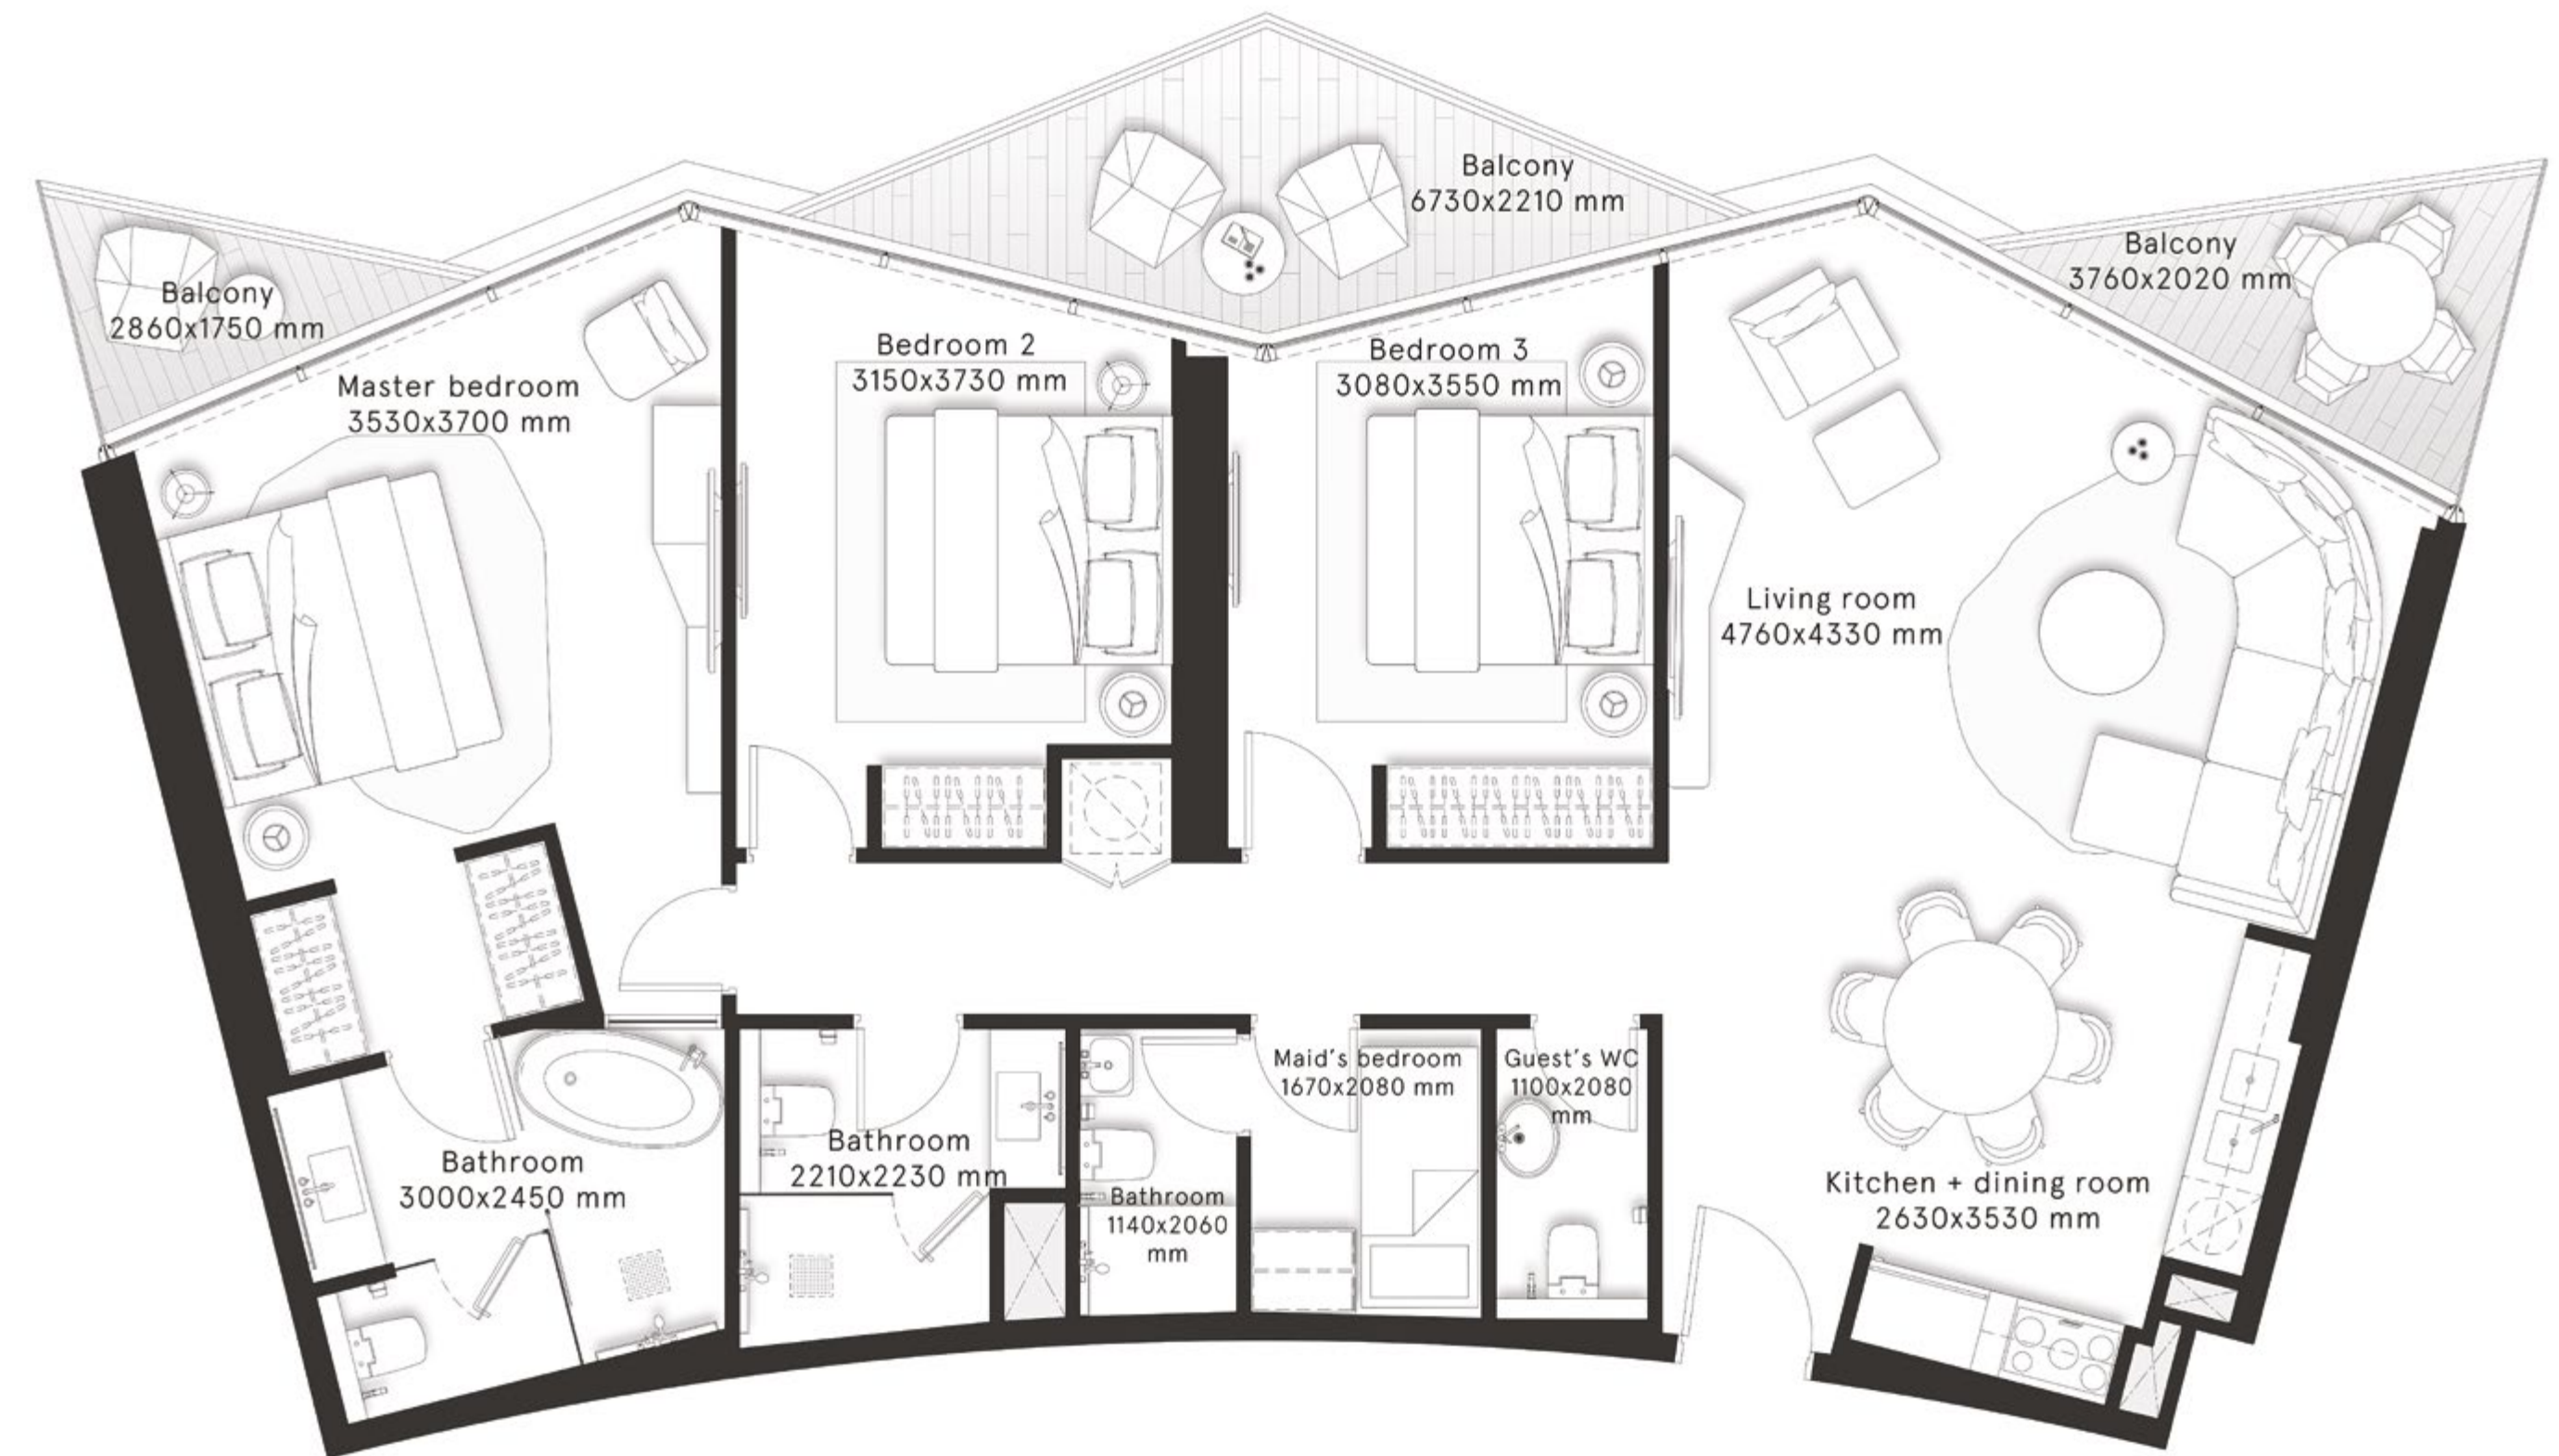 Balcony
6730x2210 mm
Balcony
3760x2020 mm
Balcony
2860x1750 mm
Master bedroom
3530x3700 mm
Bedroom 2
3150x3730 mm
Bedroom 3
3080x3550 mm
Living room
4760x4330 mm
Maid's bedroom
1670x2080 mm
Guest's WC
1100x2080
mm
Bathroom
3000x2450 mm
Bathroom
2210x2230 mm
Bathroom
1140x2060
mm
Kitchen + dining room
2630x3530 mm